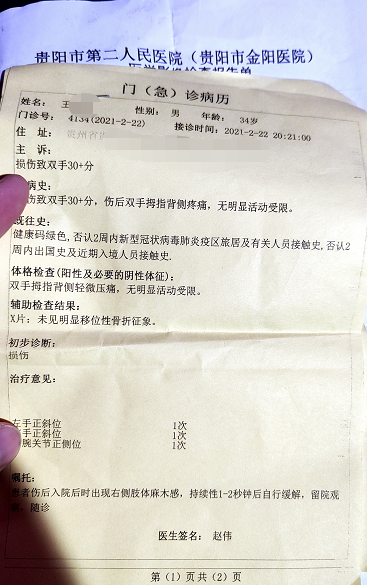 贵阳市第二人民医院（贵阳市金阳医院）
门（急）诊病历
姓名： 王 性别： 男 年龄： 34岁
门诊号： 4134(2021-2-22) 接诊时间：2021-2-22 20:21:00
住 址： 贵州省
主 诉：
损伤致双手30+分
病史：
伤致双手30+分，伤后双手拇指背侧疼痛，无明显活动受限。
既往史：
健康码绿色,否认2周内新型冠状病毒肺炎疫区旅居及有关人员接触史,否认2
周内出国史及近期入境人员接触史.
体格检查(阳性及必要的阴性体征)：
双手拇指背侧轻微压痛，无明显活动受限。
辅助检查结果：
X片：未见明显移位性骨折征象。
初步诊断：
损伤
治疗意见：
左手正斜位 1次
手正斜位 1次
腕关节正侧位 1次
嘱托：
患者伤后入院后时出现右侧肢体麻木感，持续性1-2秒钟后自行缓解，留院观
，随诊
医生签名： 赵伟
第（1）页共（2）页